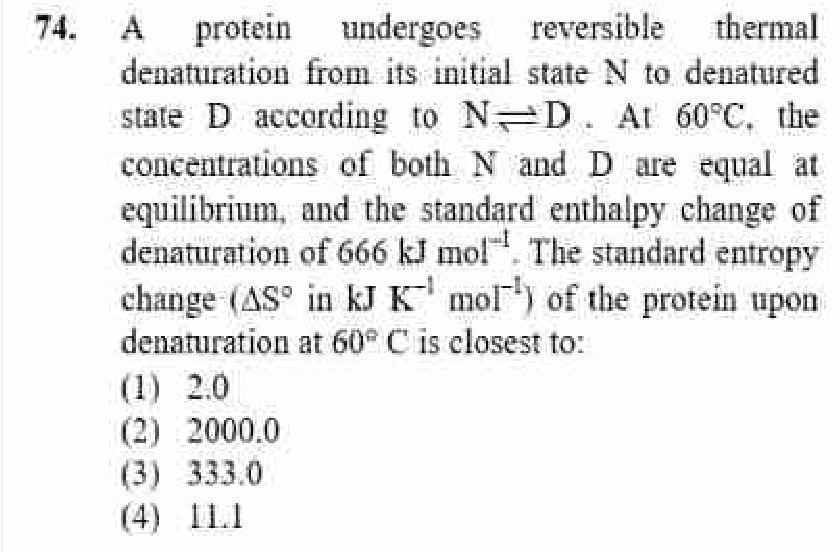 74. A protein undergoes reversible thermal
denaturation from its initial state N to denatured
state D according to N⇌D. At 60°C, the
concentrations of both N and D are equal at
equilibrium, and the standard enthalpy change of
denaturation of 666 kJ mol⁻¹. The standard entropy
change (ΔS° in kJ K⁻¹ mol⁻¹) of the protein upon
denaturation at 60° C is closest to:
(1) 2.0
(2) 2000.0
(3) 333.0
(4) 11.1